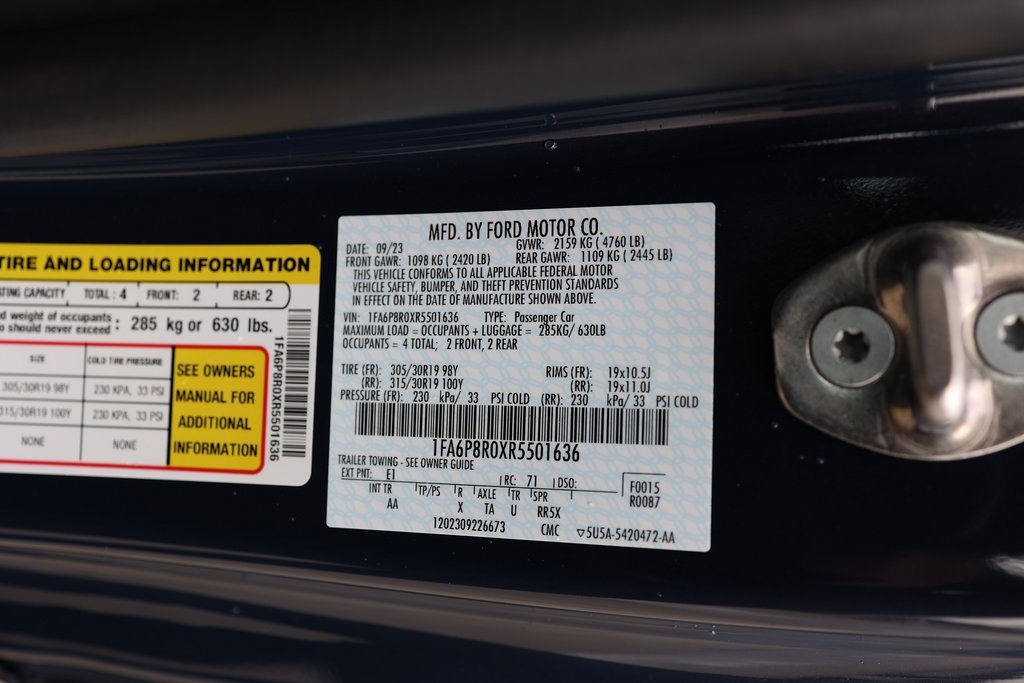 TIRE AND LOADING INFORMATION
ATING CAPACITY TOTAL : 4 FRONT: 2 REAR: 2
ed weight of occupants
o should never exceed : 285 kg or 630 lbs.
SIZE COLD TIRE PRESSURE
305/30R19 98Y 230 KPA, 33 PSI
315/30R19 100Y 230 KPA, 33 PSI
NONE NONE
SEE OWNERS
MANUAL FOR
ADDITIONAL
INFORMATION
1FA6P8R0XR5501636
MFD. BY FORD MOTOR CO.
DATE: 09/23 GVWR: 2159 KG ( 4760 LB)
FRONT GAWR: 1098 KG ( 2420 LB) REAR GAWR: 1109 KG ( 2445 LB)
THIS VEHICLE CONFORMS TO ALL APPLICABLE FEDERAL MOTOR
VEHICLE SAFETY, BUMPER, AND THEFT PREVENTION STANDARDS
IN EFFECT ON THE DATE OF MANUFACTURE SHOWN ABOVE.
VIN: 1FA6P8R0XR5501636 TYPE: Passenger Car
MAXIMUM LOAD = OCCUPANTS + LUGGAGE = 285KG/ 630LB
OCCUPANTS = 4 TOTAL; 2 FRONT, 2 REAR
TIRE (FR): 305/30R19 98Y RIMS (FR): 19x10.5J
(RR): 315/30R19 100Y (RR): 19x11.0J
PRESSURE (FR): 230 kPa/ 33 PSI COLD (RR): 230 kPa/ 33 PSI COLD
1FA6P8R0XR5501636
TRAILER TOWING - SEE OWNER GUIDE
EXT PNT: E1 RC: 71 DSO: F0015
R0087
INT TR TP/PS R AXLE TR SPR
AA X TA U RR5X
1202309226673 CMC ▽5U5A-5420472-AA